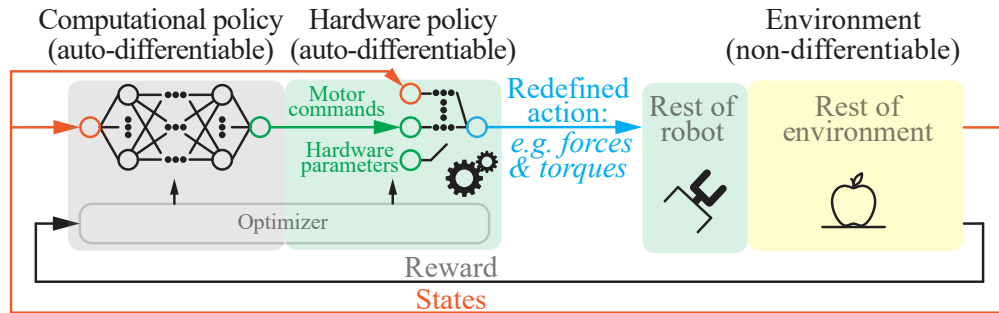 Computational policy
(auto-differentiable)
Hardware policy
(auto-differentiable)
Environment
(non-differentiable)
Motor
commands
Hardware
parameters
Redefined
action:
e.g. forces
& torques
Rest of
robot
Rest of
environment
Optimizer
Reward
States